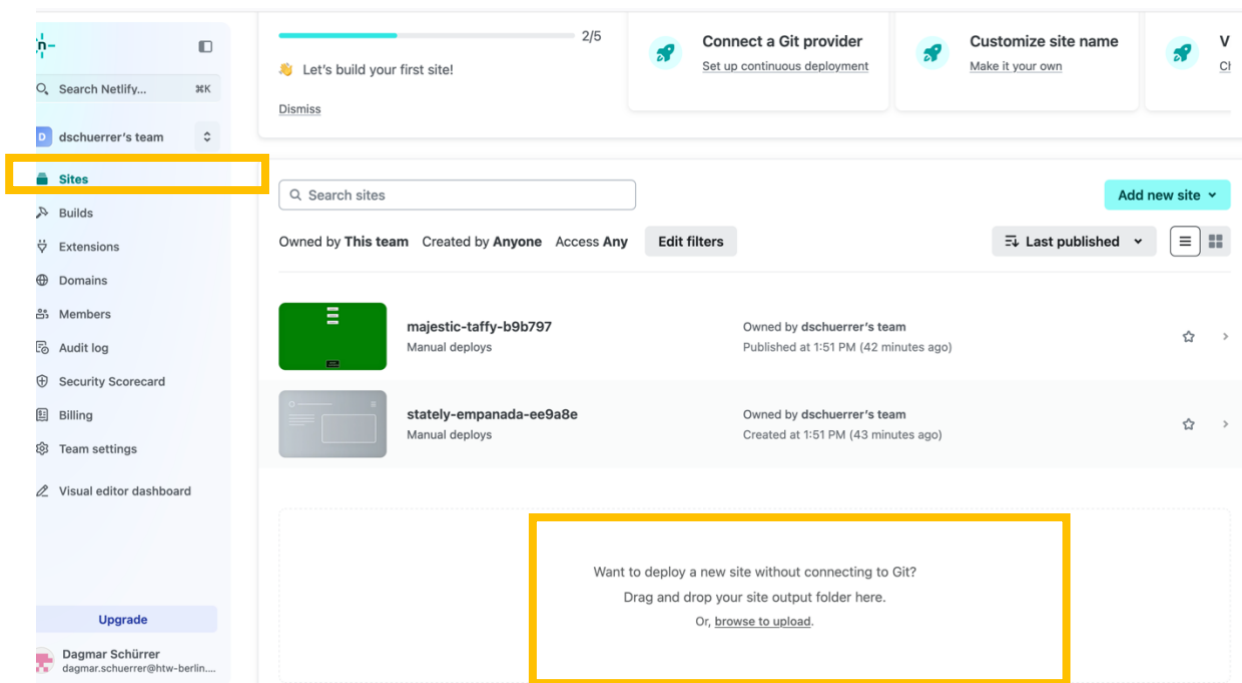 n
Search Netlify... ⌘K
D dschuerrer's team
Sites
Builds
Extensions
Domains
Members
Audit log
Security Scorecard
Billing
Team settings
Visual editor dashboard
Upgrade
Dagmar Schürrer
dagmar.schuerrer@htw-berlin....
2/5
👋 Let's build your first site!
Dismiss
Connect a Git provider
Set up continuous deployment
Customize site name
Make it your own
V
Search sites
Add new site
Owned by This team Created by Anyone Access Any Edit filters
Last published
majestic-taffy-b9b797
Manual deploys
Owned by dschuerrer's team
Published at 1:51 PM (42 minutes ago)
stately-empanada-ee9a8e
Manual deploys
Owned by dschuerrer's team
Created at 1:51 PM (43 minutes ago)
Want to deploy a new site without connecting to Git?
Drag and drop your site output folder here.
Or, browse to upload.